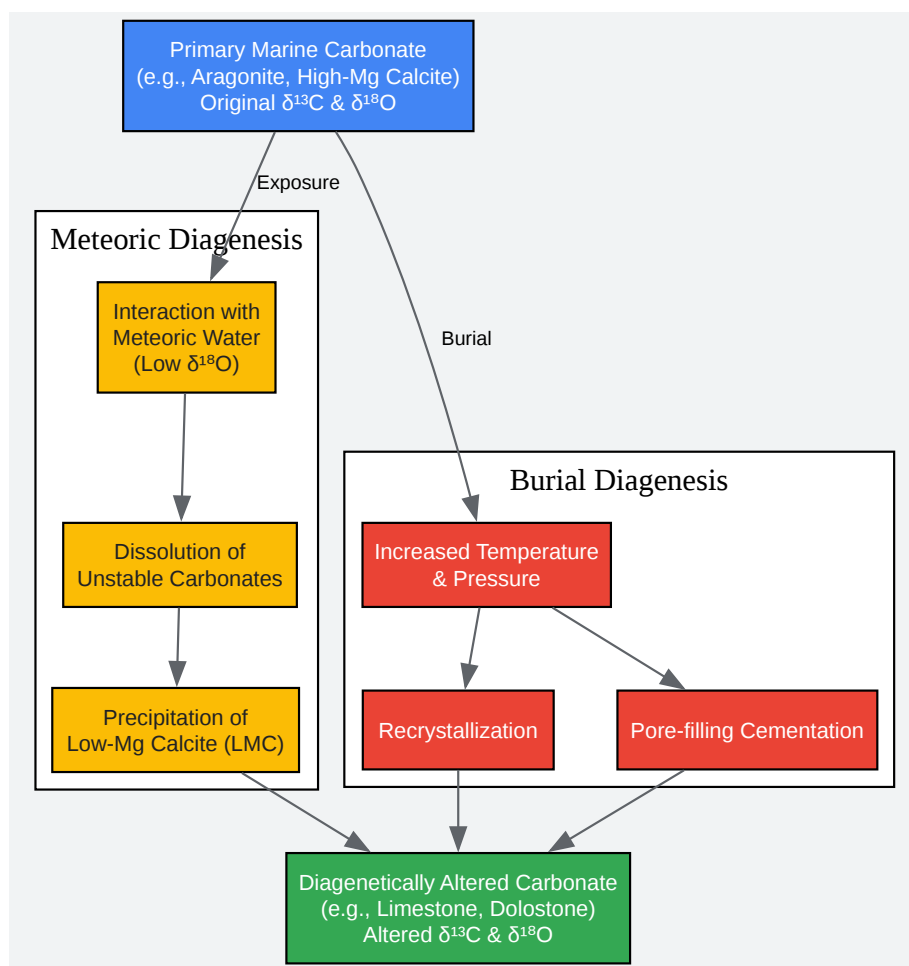 Primary Marine Carbonate
(e.g., Aragonite, High-Mg Calcite)
Original δ¹³C & δ¹⁸O
Exposure
Meteoric Diagenesis
Interaction with
Meteoric Water
(Low δ¹⁸O)
Dissolution of
Unstable Carbonates
Precipitation of
Low-Mg Calcite (LMC)
Burial
Burial Diagenesis
Increased Temperature
& Pressure
Recrystallization
Pore-filling Cementation
Diagenetically Altered Carbonate
(e.g., Limestone, Dolostone)
Altered δ¹³C & δ¹⁸O